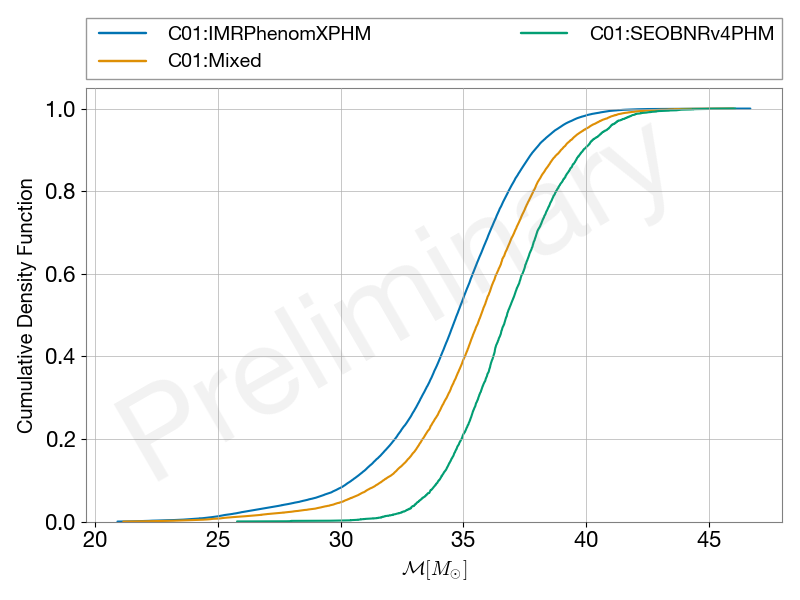 C01:IMRPhenomXPHM
C01:SEOBNRv4PHM
C01:Mixed
1.0
0.8
0.6
0.4
0.2
0.0
Cumulative Density Function
Preliminary
20
25
30
35
40
45
ℳ[M⊙]